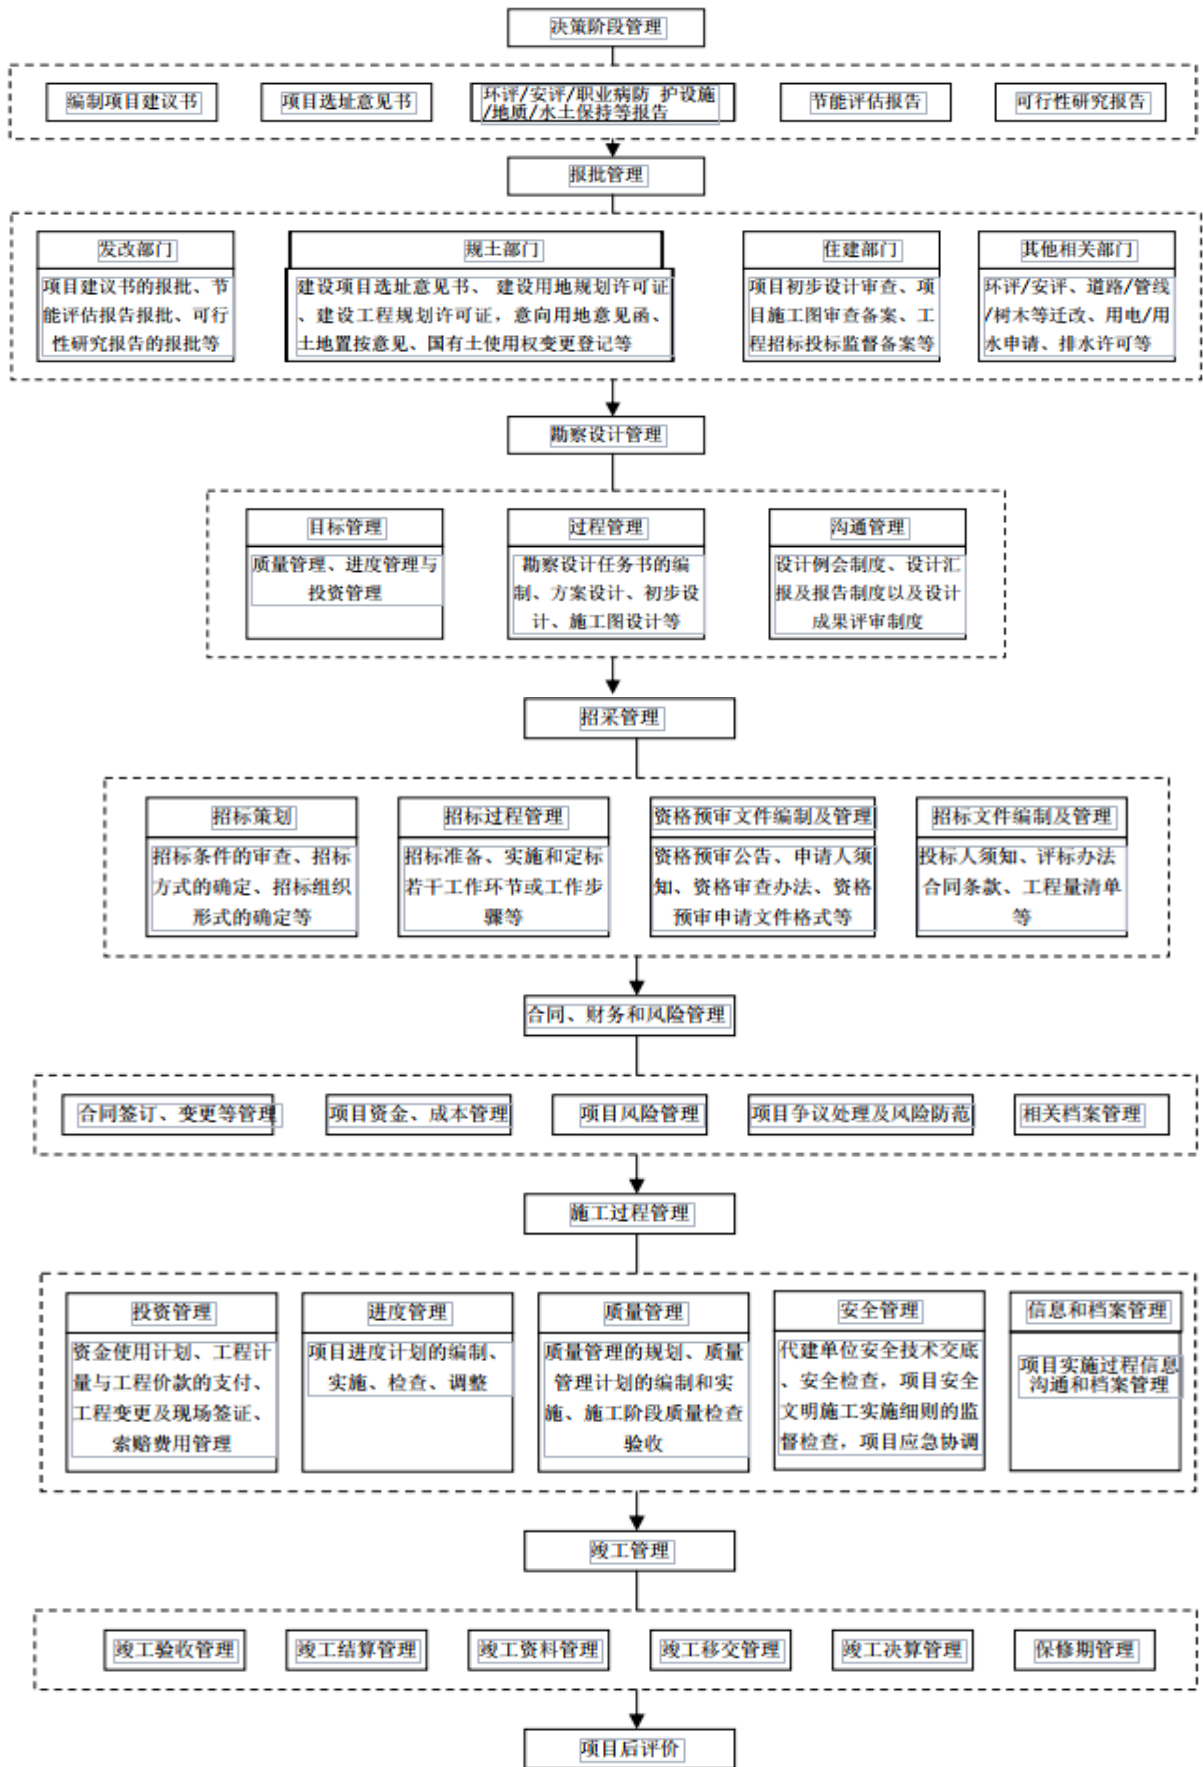 决策阶段管理
编制项目建议书
项目选址意见书
环评/安评/职业病防 护设施
/地质/水土保持等报告
节能评估报告
可行性研究报告
报批管理
发改部门
项目建议书的报批、节
能评估报告报批、可行
性研究报告的报批等
规土部门
建设项目选址意见书、 建设用地规划许可证
、建设工程规划许可证，意向用地意见函、
土地置按意见、国有土使用权变更登记等
住建部门
项目初步设计审查、项
目施工图审查备案、工
程招标投标监督备案等
其他相关部门
环评/安评、道路/管线
/树木等迁改、用电/用
水申请、排水许可等
勘察设计管理
目标管理
质量管理、进度管理与
投资管理
过程管理
勘察设计任务书的编
制、方案设计、初步设
计、施工图设计等
沟通管理
设计例会制度、设计汇
报及报告制度以及设计
成果评审制度
招采管理
招标策划
招标条件的审查、招标
方式的确定、招标组织
形式的确定等
招标过程管理
招标准备、实施和定标
若干工作环节或工作步
骤等
资格预审文件编制及管理
资格预审公告、申请人须
知、资格审查办法、资格
预审申请文件格式等
招标文件编制及管理
投标人须知、评标办法
合同条款、工程量清单
等
合同、财务和风险管理
合同签订、变更等管理
项目资金、成本管理
项目风险管理
项目争议处理及风险防范
相关档案管理
施工过程管理
投资管理
资金使用计划、工程计
量与工程价款的支付、
工程变更及现场签证、
索赔费用管理
进度管理
项目进度计划的编制、
实施、检查、调整
质量管理
质量管理的规划、质量
管理计划的编制和实
施、施工阶段质量检查
验收
安全管理
代建单位安全技术交底
、安全检查，项目安全
文明施工实施细则的监
督检查，项目应急协调
信息和档案管理
项目实施过程信息
沟通和档案管理
竣工管理
竣工验收管理
竣工结算管理
竣工资料管理
竣工移交管理
竣工决算管理
保修期管理
项目后评价